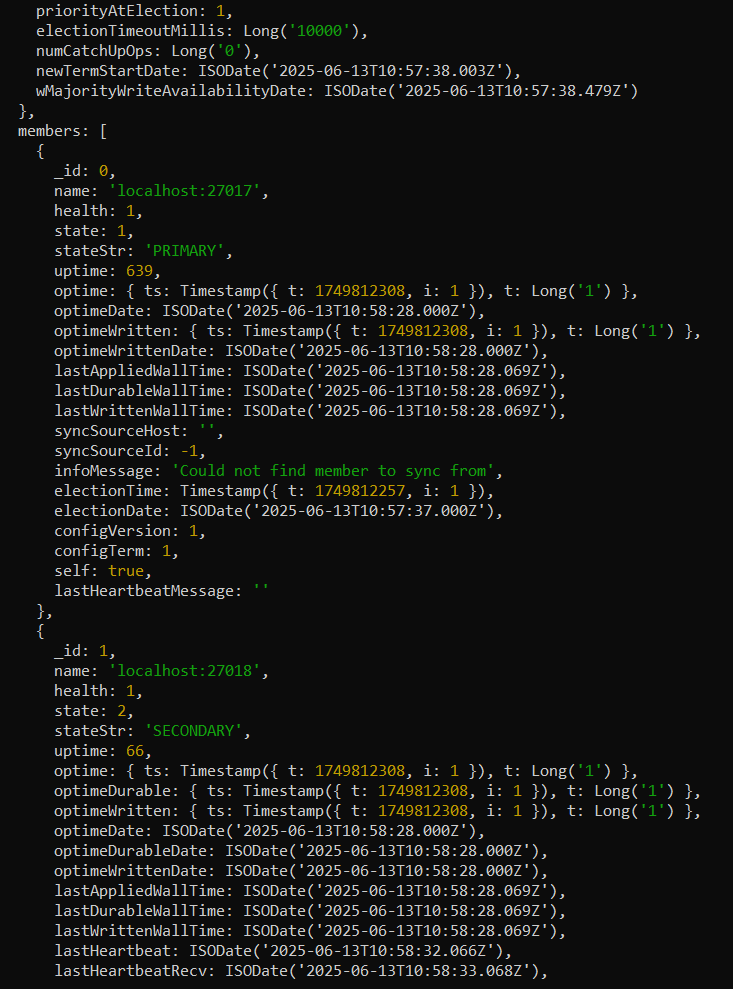 priorityAtElection: 1,
electionTimeoutMillis: Long('10000'),
numCatchUpOps: Long('0'),
newTermStartDate: ISODate('2025-06-13T10:57:38.003Z'),
wMajorityWriteAvailabilityDate: ISODate('2025-06-13T10:57:38.479Z')
},
members: [
{
_id: 0,
name: 'localhost:27017',
health: 1,
state: 1,
stateStr: 'PRIMARY',
uptime: 639,
optime: { ts: Timestamp({ t: 1749812308, i: 1 }), t: Long('1') },
optimeDate: ISODate('2025-06-13T10:58:28.000Z'),
optimeWritten: { ts: Timestamp({ t: 1749812308, i: 1 }), t: Long('1') },
optimeWrittenDate: ISODate('2025-06-13T10:58:28.000Z'),
lastAppliedWallTime: ISODate('2025-06-13T10:58:28.069Z'),
lastDurableWallTime: ISODate('2025-06-13T10:58:28.069Z'),
lastWrittenWallTime: ISODate('2025-06-13T10:58:28.069Z'),
syncSourceHost: '',
syncSourceId: -1,
infoMessage: 'Could not find member to sync from',
electionTime: Timestamp({ t: 1749812257, i: 1 }),
electionDate: ISODate('2025-06-13T10:57:37.000Z'),
configVersion: 1,
configTerm: 1,
self: true,
lastHeartbeatMessage: ''
},
{
_id: 1,
name: 'localhost:27018',
health: 1,
state: 2,
stateStr: 'SECONDARY',
uptime: 66,
optime: { ts: Timestamp({ t: 1749812308, i: 1 }), t: Long('1') },
optimeDurable: { ts: Timestamp({ t: 1749812308, i: 1 }), t: Long('1') },
optimeWritten: { ts: Timestamp({ t: 1749812308, i: 1 }), t: Long('1') },
optimeDate: ISODate('2025-06-13T10:58:28.000Z'),
optimeDurableDate: ISODate('2025-06-13T10:58:28.000Z'),
optimeWrittenDate: ISODate('2025-06-13T10:58:28.000Z'),
lastAppliedWallTime: ISODate('2025-06-13T10:58:28.069Z'),
lastDurableWallTime: ISODate('2025-06-13T10:58:28.069Z'),
lastWrittenWallTime: ISODate('2025-06-13T10:58:28.069Z'),
lastHeartbeat: ISODate('2025-06-13T10:58:32.066Z'),
lastHeartbeatRecv: ISODate('2025-06-13T10:58:33.068Z'),